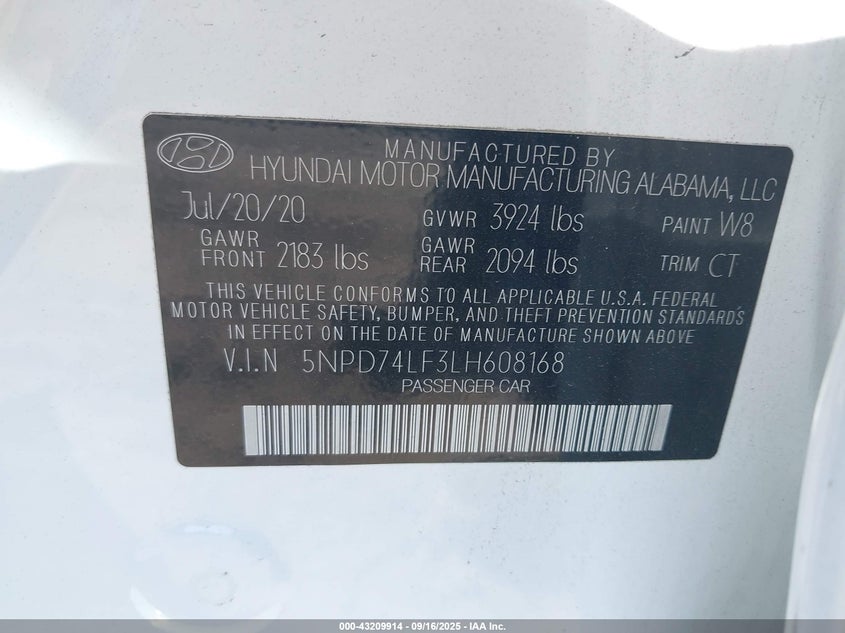 MANUFACTURED BY
HYUNDAI MOTOR MANUFACTURING ALABAMA, LLC
Jul/20/20 GVWR 3924 lbs PAINT W8
GAWR FRONT 2183 lbs GAWR REAR 2094 lbs TRIM CT
THIS VEHICLE CONFORMS TO ALL APPLICABLE U.S.A. FEDERAL
MOTOR VEHICLE SAFETY, BUMPER, AND THEFT PREVENTION STANDARDS
IN EFFECT ON THE DATE OF MANUFACTURE SHOWN ABOVE
V.I.N 5NPD74LF3LH608168
PASSENGER CAR
000-43209914 - 09/16/2025 - IAA Inc.